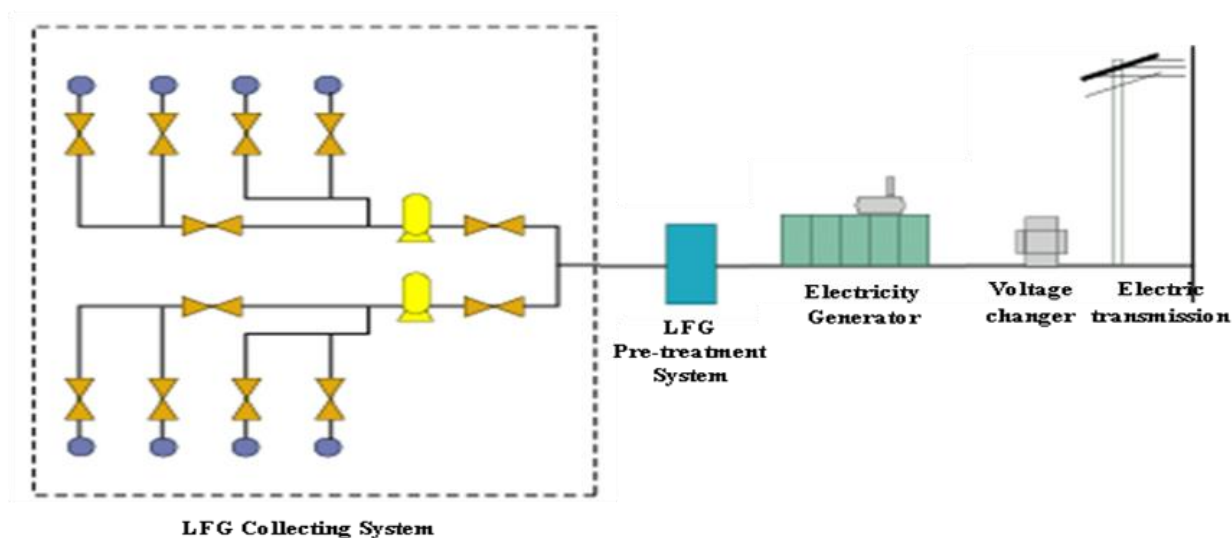 LFG Collecting System
LFG
Pre-treatment
System
Electricity
Generator
Voltage
changer
Electric
transmission